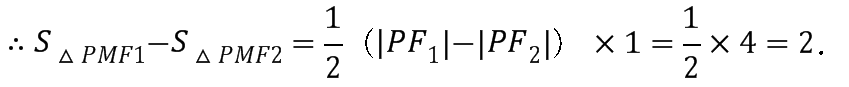 ∴ S△PMF1−S△PMF2 = 1/2 (|PF₁|−|PF₂|) × 1 = 1/2 × 4 = 2.